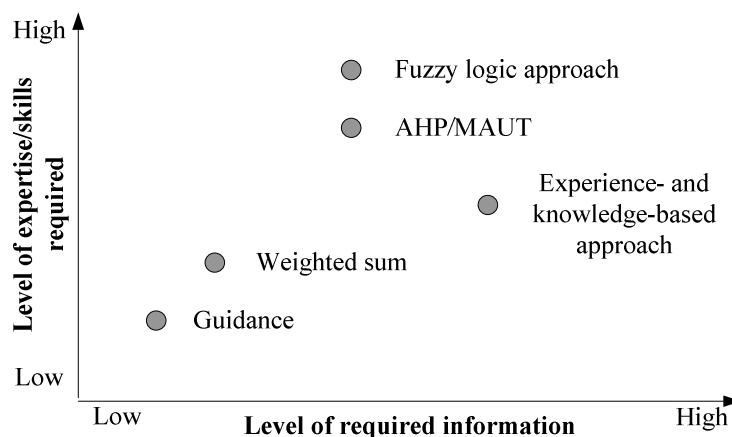 High
Fuzzy logic approach
AHP/MAUT
Experience- and
knowledge-based
approach
Level of expertise/skills
required
Weighted sum
Guidance
Low
Low
High
Level of required information